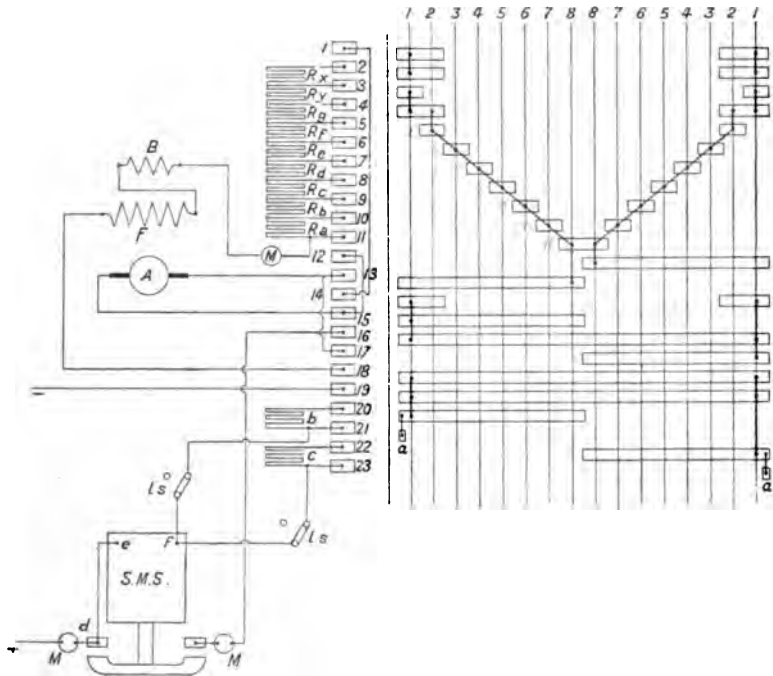 1 2 3 4 5 6 7 8 8 7 6 5 4 3 2 1
1
2
Rx 3
Ry 4
Rg 5
Rf 6
Re 7
Rd 8
Rc 9
Rb 10
Ra 11
B
F
M 12
A 13
14
15
16
17
18
− 19
20
b 21
22
c 23
a
a
ls
ls
e f
S.M.S.
d
+ M M